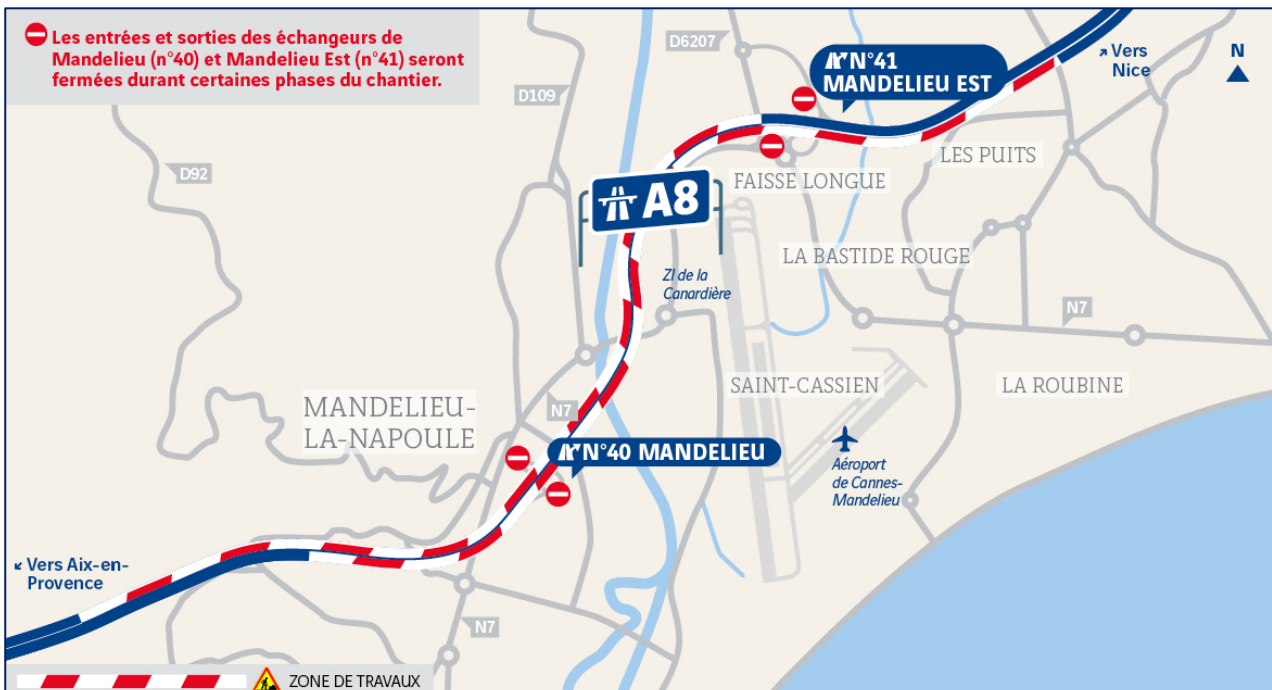 Les entrées et sorties des échangeurs de
Mandelieu (n°40) et Mandelieu Est (n°41) seront
fermées durant certaines phases du chantier.
D6207
N°41
MANDELIEU EST
Vers
Nice
N
D109
D92
LES PUITS
FAISSE LONGUE
A8
LA BASTIDE ROUGE
ZI de la
Canardière
N7
SAINT-CASSIEN
LA ROUBINE
MANDELIEU-
LA-NAPOULE
N7
N°40 MANDELIEU
Aéroport
de Cannes-
Mandelieu
Vers Aix-en-
Provence
N7
ZONE DE TRAVAUX